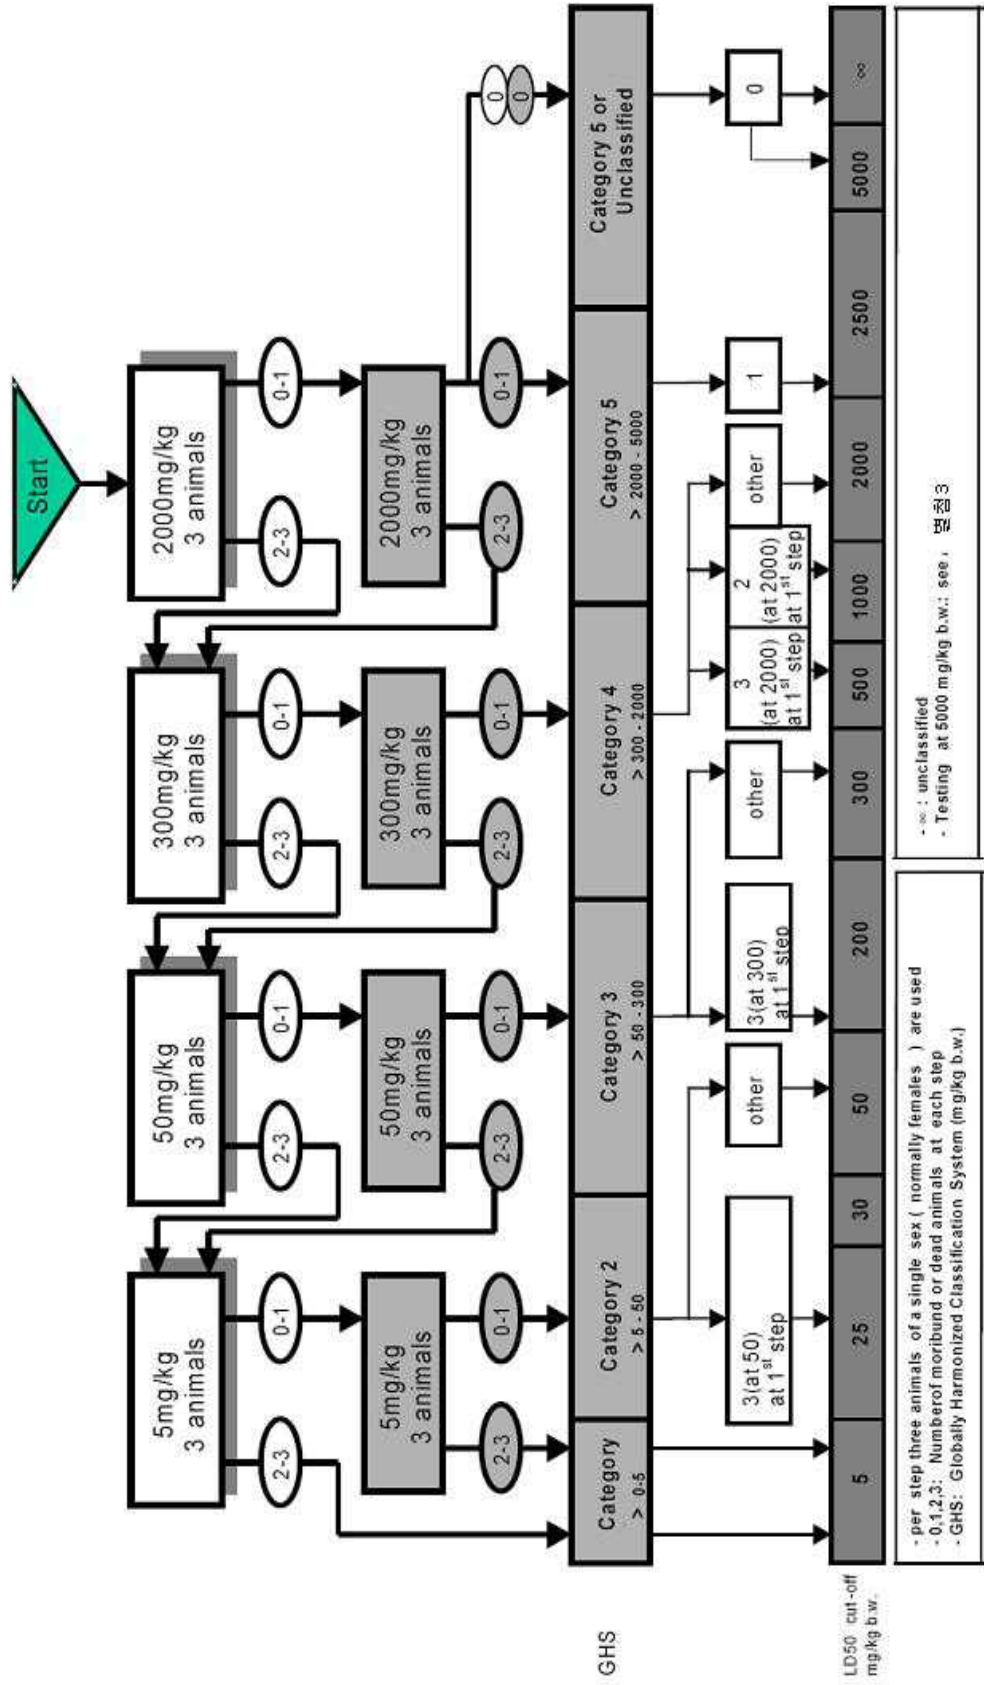 Start
5mg/kg
3 animals
50mg/kg
3 animals
300mg/kg
3 animals
2000mg/kg
3 animals
2-3
0-1
2-3
0-1
2-3
0-1
2-3
0-1
5mg/kg
3 animals
50mg/kg
3 animals
300mg/kg
3 animals
2000mg/kg
3 animals
2-3
0-1
2-3
0-1
2-3
0-1
2-3
0-1
0
0
GHS
Category
> 0-5
Category 2
> 5 - 50
Category 3
> 50 - 300
Category 4
> 300 - 2000
Category 5
> 2000 - 5000
Category 5 or
Unclassified
3(at 50)
at 1st step
other
3(at 300)
at 1st step
other
3
(at 2000)
at 1st step
2
(at 2000)
at 1st step
other
1
0
LD50 cut-off
mg/kg b.w.
5
25
30
50
200
300
500
1000
2000
2500
5000
∞
- per step three animals of a single sex ( normally females ) are used
- 0,1,2,3: Numberof moribund or dead animals at each step
- GHS: Globally Harmonized Classification System (mg/kg b.w.)
- ∞ : unclassified
- Testing at 5000 mg/kg b.w.: see , 별첨3